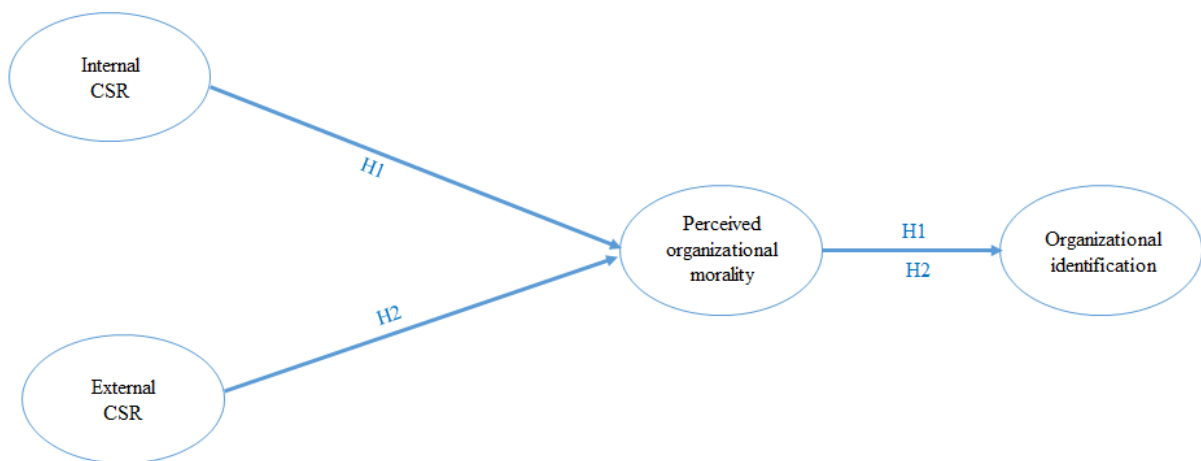 Internal
CSR
H1
Perceived
organizational
morality
H1
H2
Organizational
identification
H2
External
CSR